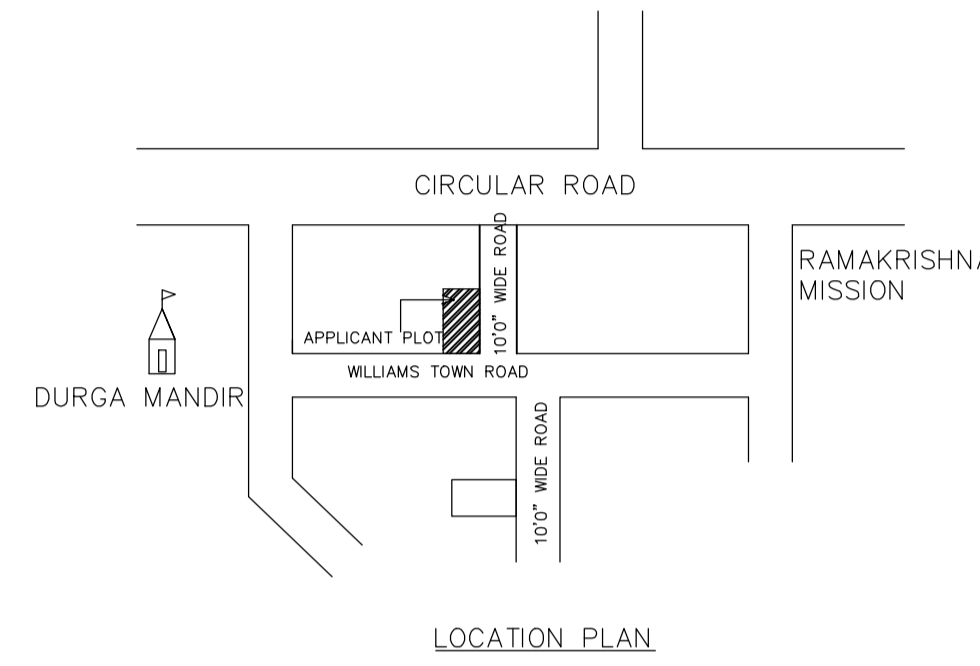 CIRCULAR ROAD
10'0" WIDE ROAD
RAMAKRISHNA
MISSION
APPLICANT PLOT
WILLIAMS TOWN ROAD
DURGA MANDIR
10'0" WIDE ROAD
LOCATION PLAN